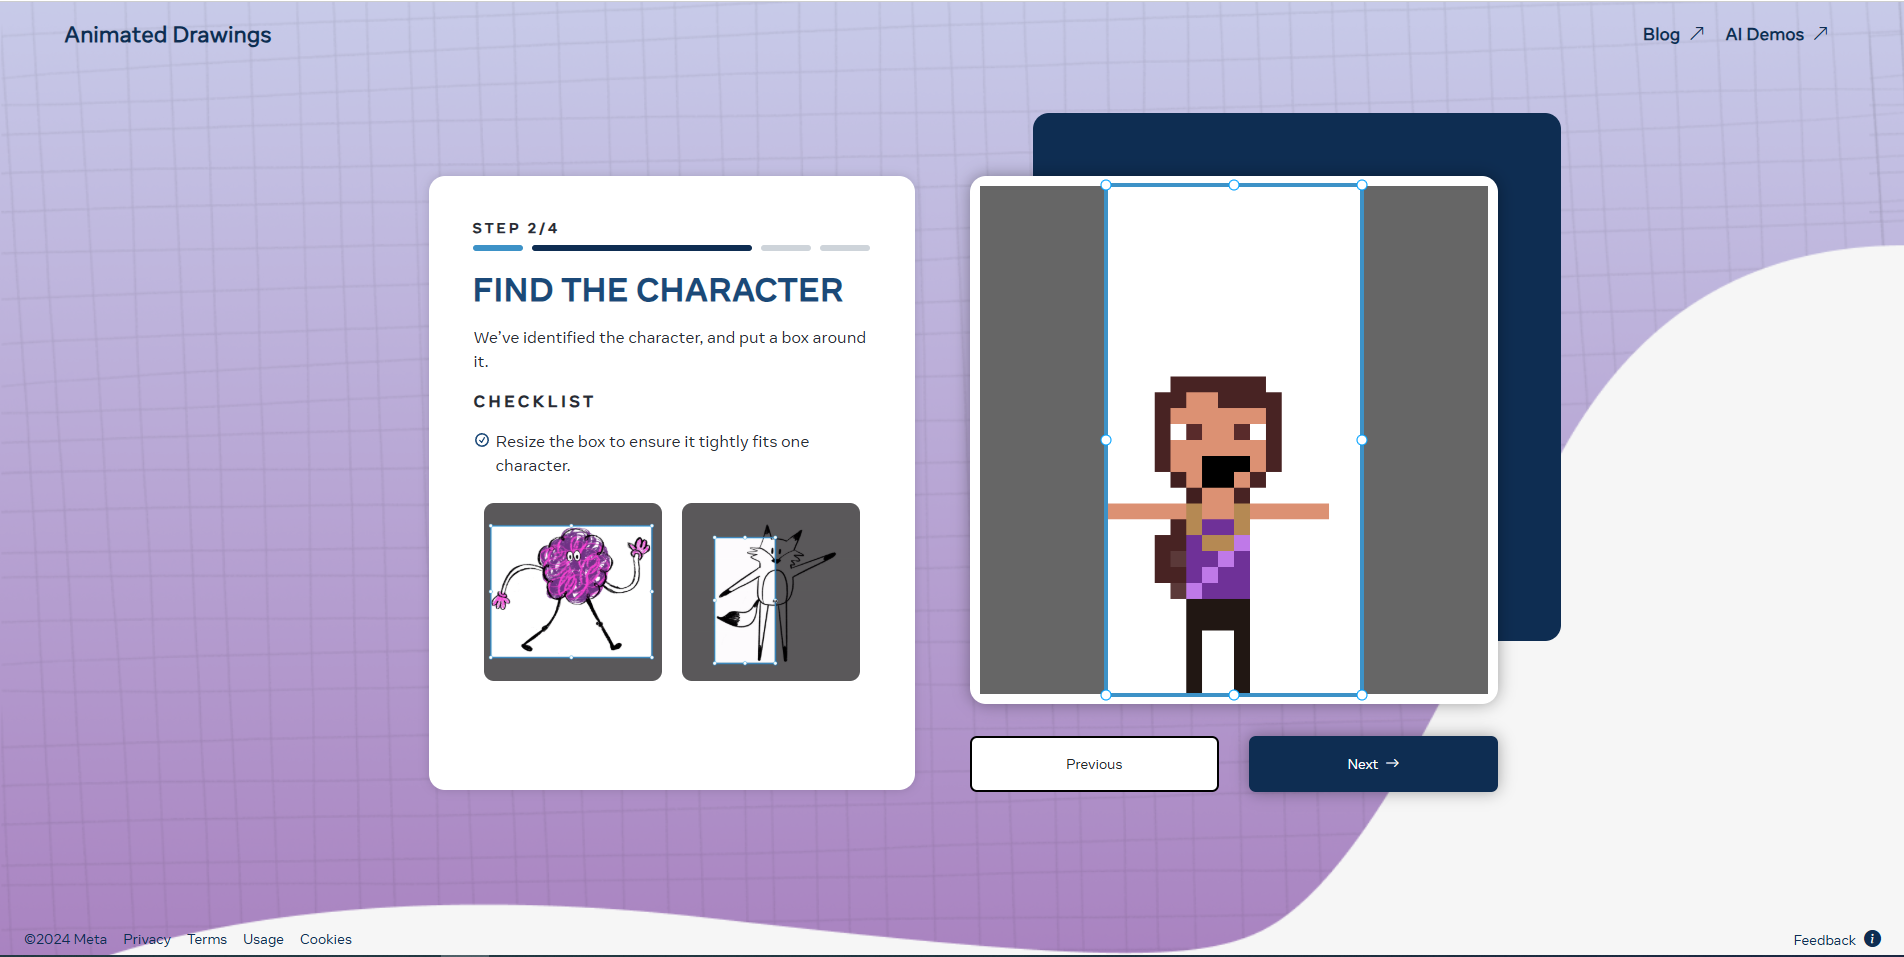 Animated Drawings
Blog
AI Demos
STEP 2/4
FIND THE CHARACTER
We've identified the character, and put a box around
it.
CHECKLIST
Resize the box to ensure it tightly fits one
character.
Previous
Next
©2024 Meta
Privacy
Terms
Usage
Cookies
Feedback